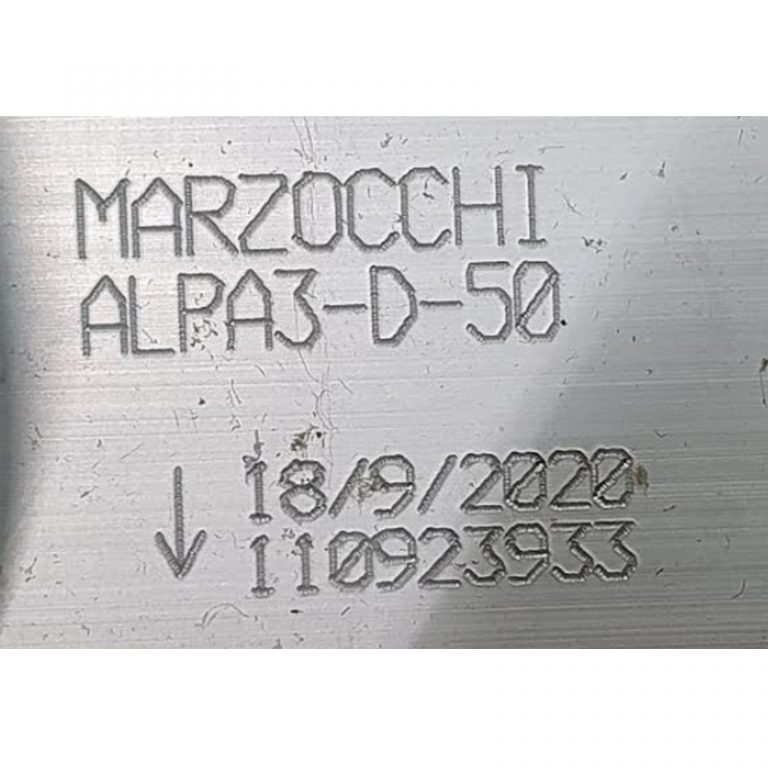 MARZOCCHI
ALPA3-D-50
↓ 18/9/2020
110923933